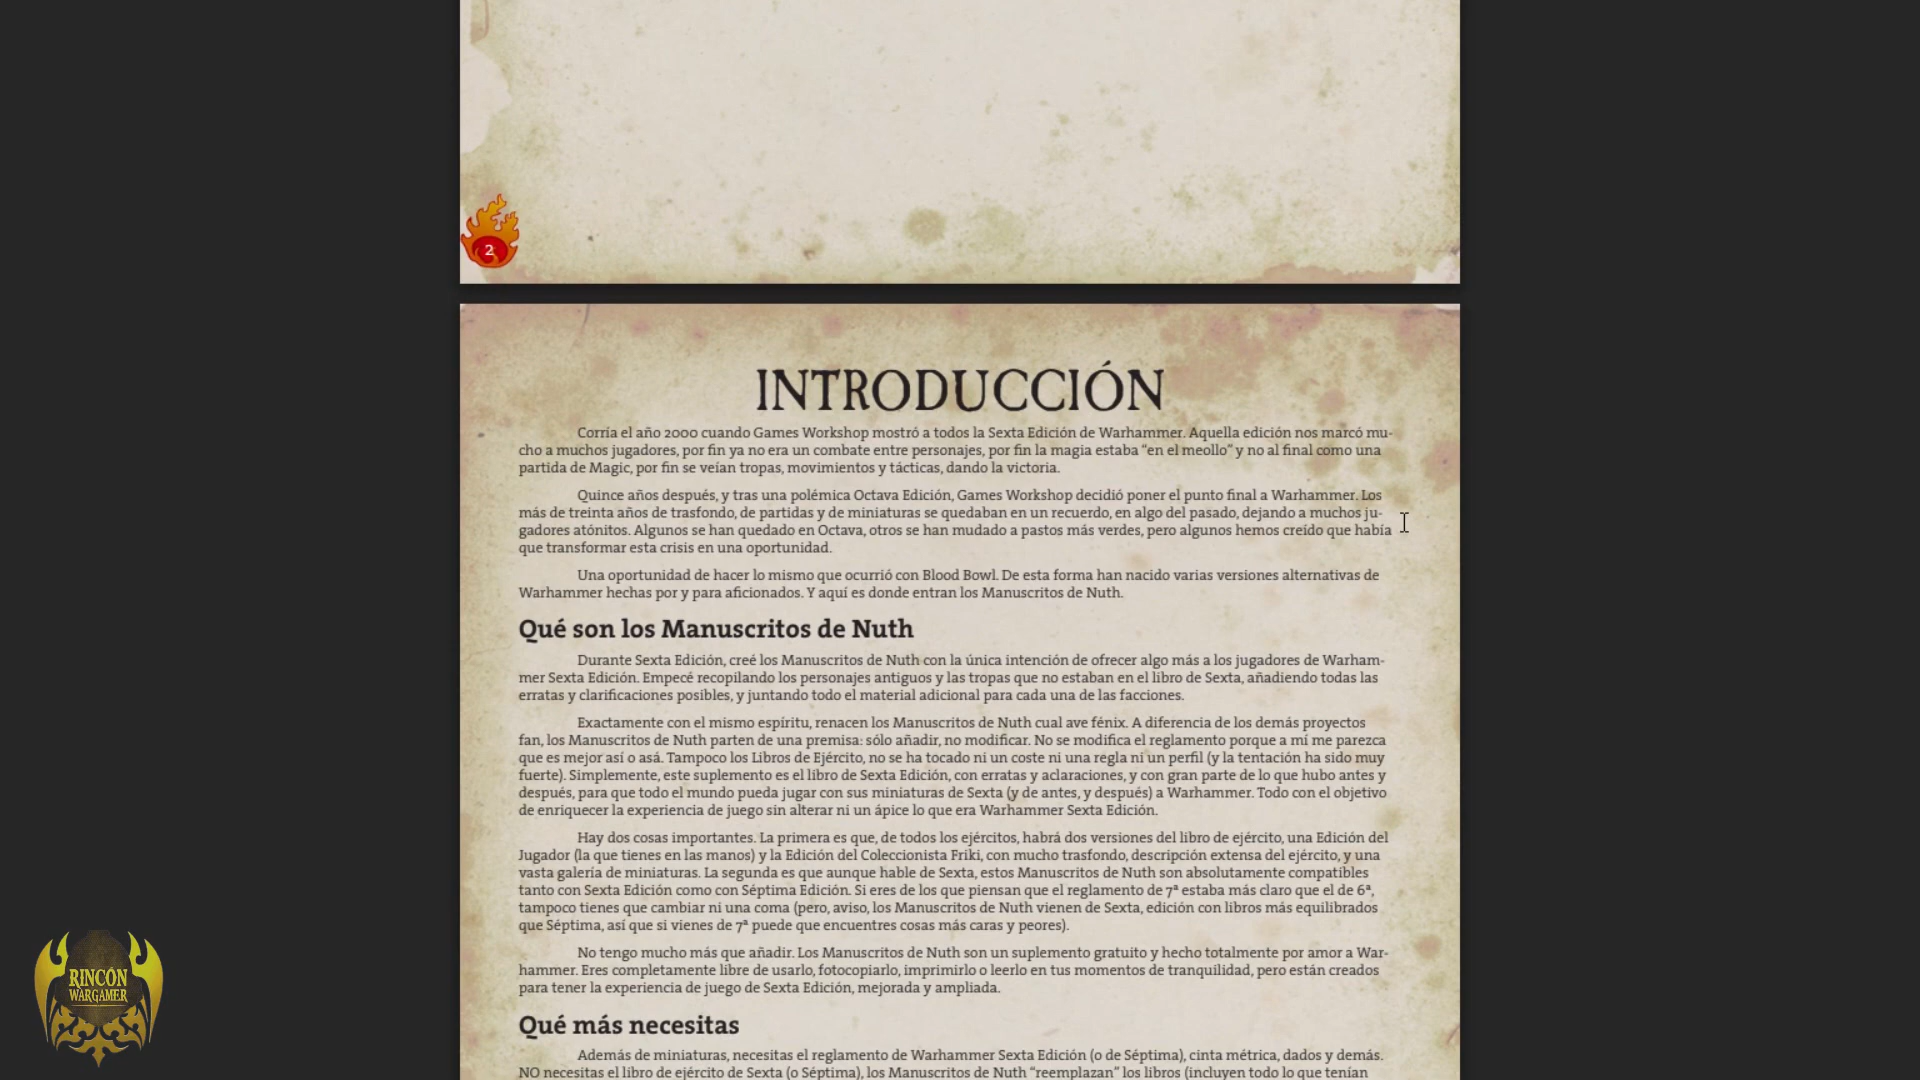 2
INTRODUCCIÓN
Corría el año 2000 cuando Games Workshop mostró a todos la Sexta Edición de Warhammer. Aquella edición nos marcó mu-
cho a muchos jugadores, por fin ya no era un combate entre personajes, por fin la magia estaba “en el meollo” y no al final como una
partida de Magic, por fin se veían tropas, movimientos y tácticas, dando la victoria.
Quince años después, y tras una polémica Octava Edición, Games Workshop decidió poner el punto final a Warhammer. Los
más de treinta años de trasfondo, de partidas y de miniaturas se quedaban en un recuerdo, en algo del pasado, dejando a muchos ju-
gadores atónitos. Algunos se han quedado en Octava, otros se han mudado a pastos más verdes, pero algunos hemos creído que había
que transformar esta crisis en una oportunidad.
Una oportunidad de hacer lo mismo que ocurrió con Blood Bowl. De esta forma han nacido varias versiones alternativas de
Warhammer hechas por y para aficionados. Y aquí es donde entran los Manuscritos de Nuth.
Qué son los Manuscritos de Nuth
Durante Sexta Edición, creé los Manuscritos de Nuth con la única intención de ofrecer algo más a los jugadores de Warham-
mer Sexta Edición. Empecé recopilando los personajes antiguos y las tropas que no estaban en el libro de Sexta, añadiendo todas las
erratas y clarificaciones posibles, y juntando todo el material adicional para cada una de las facciones.
Exactamente con el mismo espíritu, renacen los Manuscritos de Nuth cual ave fénix. A diferencia de los demás proyectos
fan, los Manuscritos de Nuth parten de una premisa: sólo añadir, no modificar. No se modifica el reglamento porque a mí me parezca
que es mejor así o asá. Tampoco los Libros de Ejército, no se ha tocado ni un coste ni una regla ni un perfil (y la tentación ha sido muy
fuerte). Simplemente, este suplemento es el libro de Sexta Edición, con erratas y aclaraciones, y con gran parte de lo que hubo antes y
después, para que todo el mundo pueda jugar con sus miniaturas de Sexta (y de antes, y después) a Warhammer. Todo con el objetivo
de enriquecer la experiencia de juego sin alterar ni un ápice lo que era Warhammer Sexta Edición.
Hay dos cosas importantes. La primera es que, de todos los ejércitos, habrá dos versiones del libro de ejército, una Edición del
Jugador (la que tienes en las manos) y la Edición del Coleccionista Friki, con mucho trasfondo, descripción extensa del ejército, y una
vasta galería de miniaturas. La segunda es que aunque hable de Sexta, estos Manuscritos de Nuth son absolutamente compatibles
tanto con Sexta Edición como con Séptima Edición. Si eres de los que piensan que el reglamento de 7ª estaba más claro que el de 6ª,
tampoco tienes que cambiar ni una coma (pero, aviso, los Manuscritos de Nuth vienen de Sexta, edición con libros más equilibrados
que Séptima, así que si vienes de 7ª puede que encuentres cosas más caras y peores).
No tengo mucho más que añadir. Los Manuscritos de Nuth son un suplemento gratuito y hecho totalmente por amor a War-
hammer. Eres completamente libre de usarlo, fotocopiarlo, imprimirlo o leerlo en tus momentos de tranquilidad, pero están creados
para tener la experiencia de juego de Sexta Edición, mejorada y ampliada.
Qué más necesitas
Además de miniaturas, necesitas el reglamento de Warhammer Sexta Edición (o de Séptima), cinta métrica, dados y demás.
NO necesitas el libro de ejército de Sexta (o Séptima), los Manuscritos de Nuth “reemplazan” los libros (incluyen todo lo que tenían
RINCÓN
WARGAMER